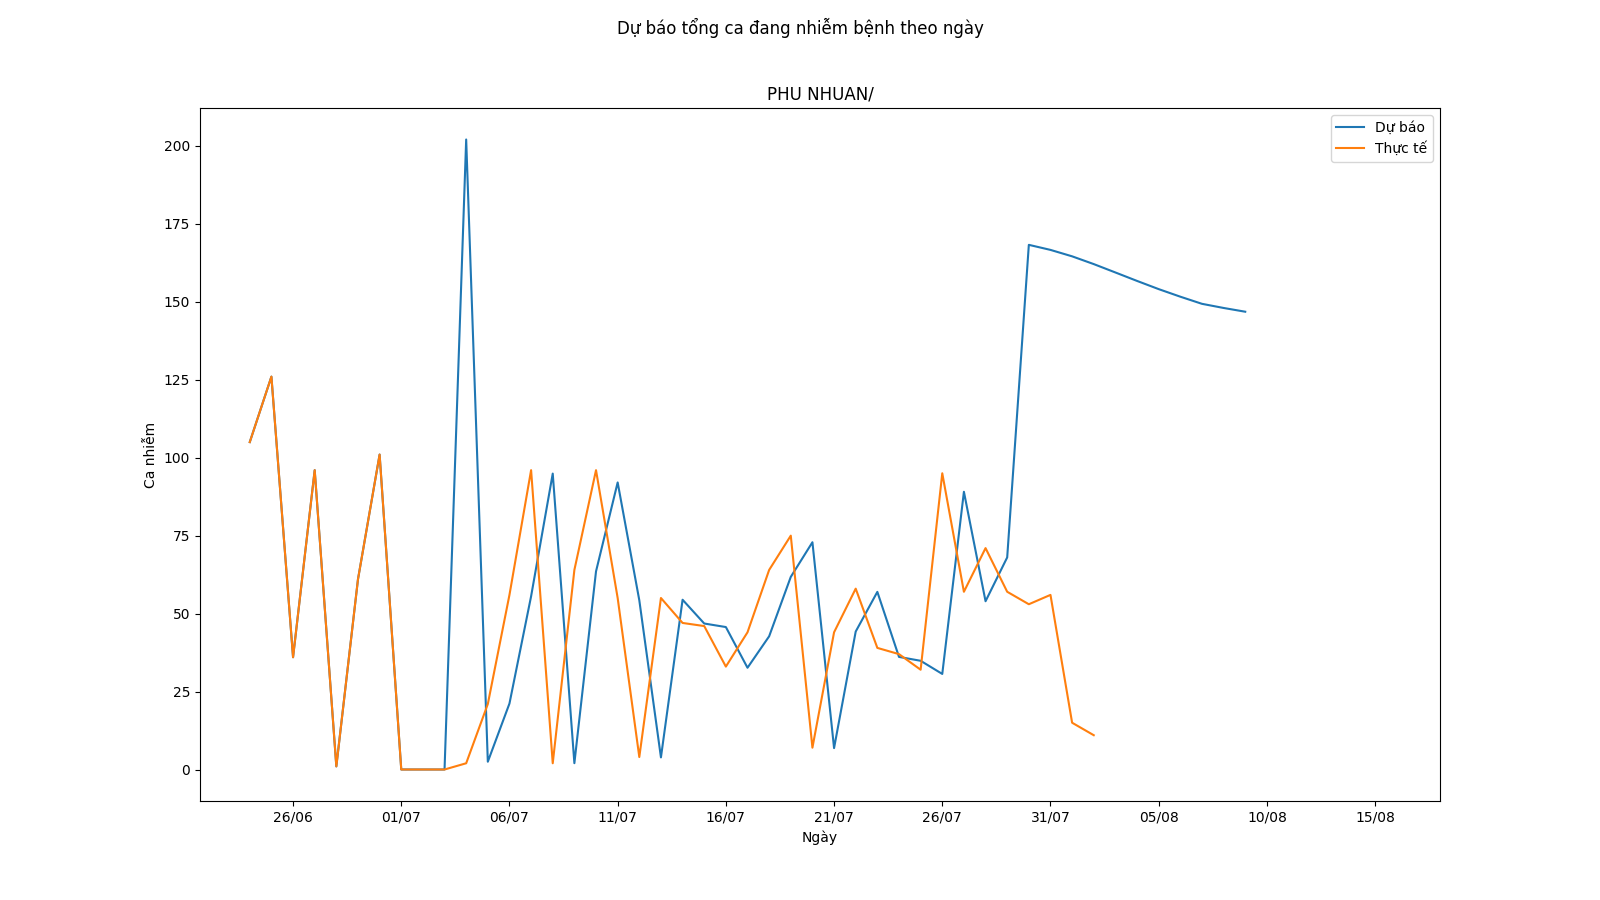 Dự báo tổng ca đang nhiễm bệnh theo ngày
PHU NHUAN/
Dự báo
Thực tế
Ca nhiễm
200
175
150
125
100
75
50
25
0
26/06 01/07 06/07 11/07 16/07 21/07 26/07 31/07 05/08 10/08 15/08
Ngày